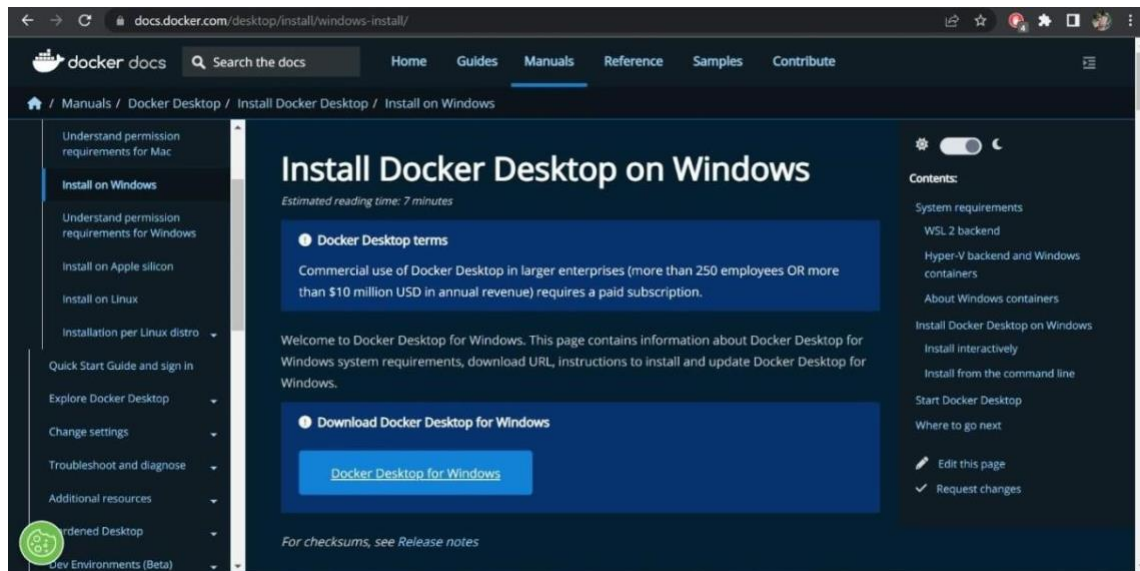 docs.docker.com/desktop/install/windows-install/
4
docker docs
Search the docs
Home
Guides
Manuals
Reference
Samples
Contribute
/ Manuals / Docker Desktop / Install Docker Desktop / Install on Windows
Understand permission
requirements for Mac
Install on Windows
Understand permission
requirements for Windows
Install on Apple silicon
Install on Linux
Installation per Linux distro
Quick Start Guide and sign in
Explore Docker Desktop
Change settings
Troubleshoot and diagnose
Additional resources
Desktop
Dev Environments (Beta)
Install Docker Desktop on Windows
Estimated reading time: 7 minutes
Docker Desktop terms
Commercial use of Docker Desktop in larger enterprises (more than 250 employees OR more
than $10 million USD in annual revenue) requires a paid subscription.
Welcome to Docker Desktop for Windows. This page contains information about Docker Desktop for
Windows system requirements, download URL, instructions to install and update Docker Desktop for
Windows.
Download Docker Desktop for Windows
Docker Desktop for Windows
For checksums, see Release notes
Contents:
System requirements
WSL 2 backend
Hyper-V backend and Windows
containers
About Windows containers
Install Docker Desktop on Windows
Install interactively
Install from the command line
Start Docker Desktop
Where to go next
Edit this page
Request changes